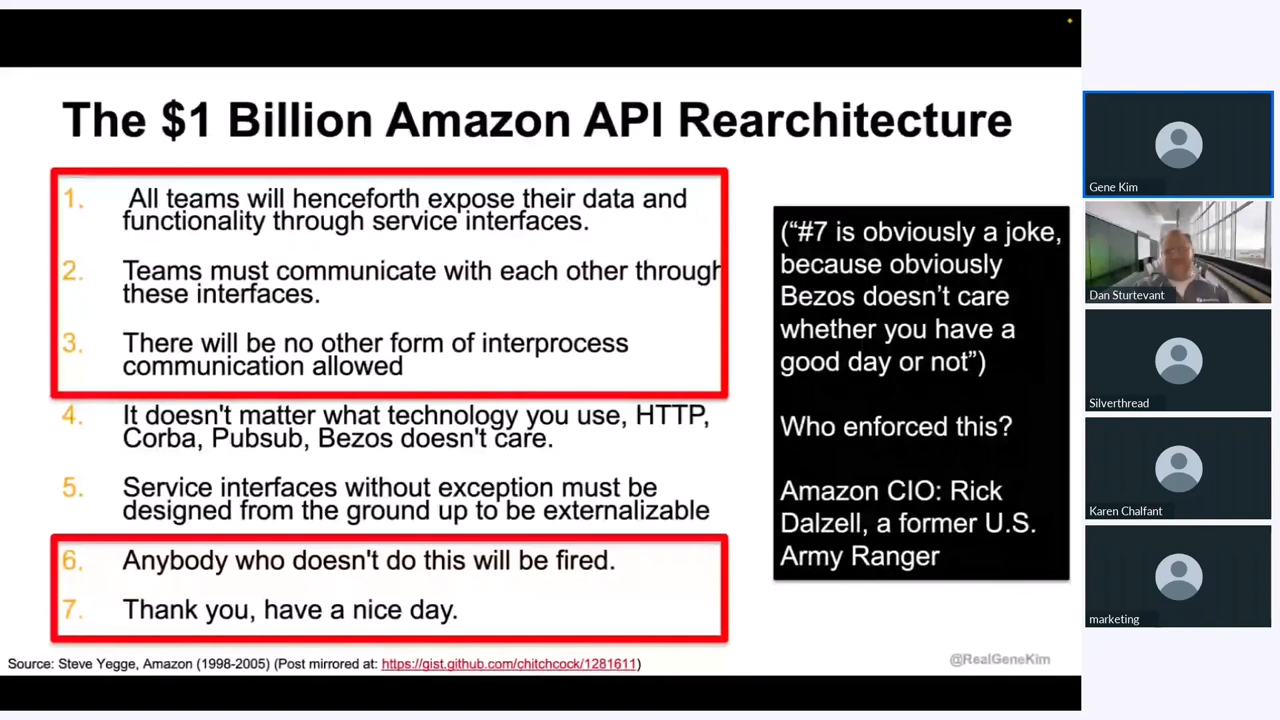 The $1 Billion Amazon API Rearchitecture
1. All teams will henceforth expose their data and
functionality through service interfaces.
2. Teams must communicate with each other through
these interfaces.
3. There will be no other form of interprocess
communication allowed
4. It doesn't matter what technology you use, HTTP,
Corba, Pubsub, Bezos doesn't care.
5. Service interfaces without exception must be
designed from the ground up to be externalizable
6. Anybody who doesn't do this will be fired.
7. Thank you, have a nice day.
(“#7 is obviously a joke,
because obviously
Bezos doesn’t care
whether you have a
good day or not”)
Who enforced this?
Amazon CIO: Rick
Dalzell, a former U.S.
Army Ranger
Source: Steve Yegge, Amazon (1998-2005) (Post mirrored at: https://gist.github.com/chitchcock/1281611)
@RealGeneKim
Gene Kim
Dan Sturtevant
Silverthread
Karen Chalfant
marketing